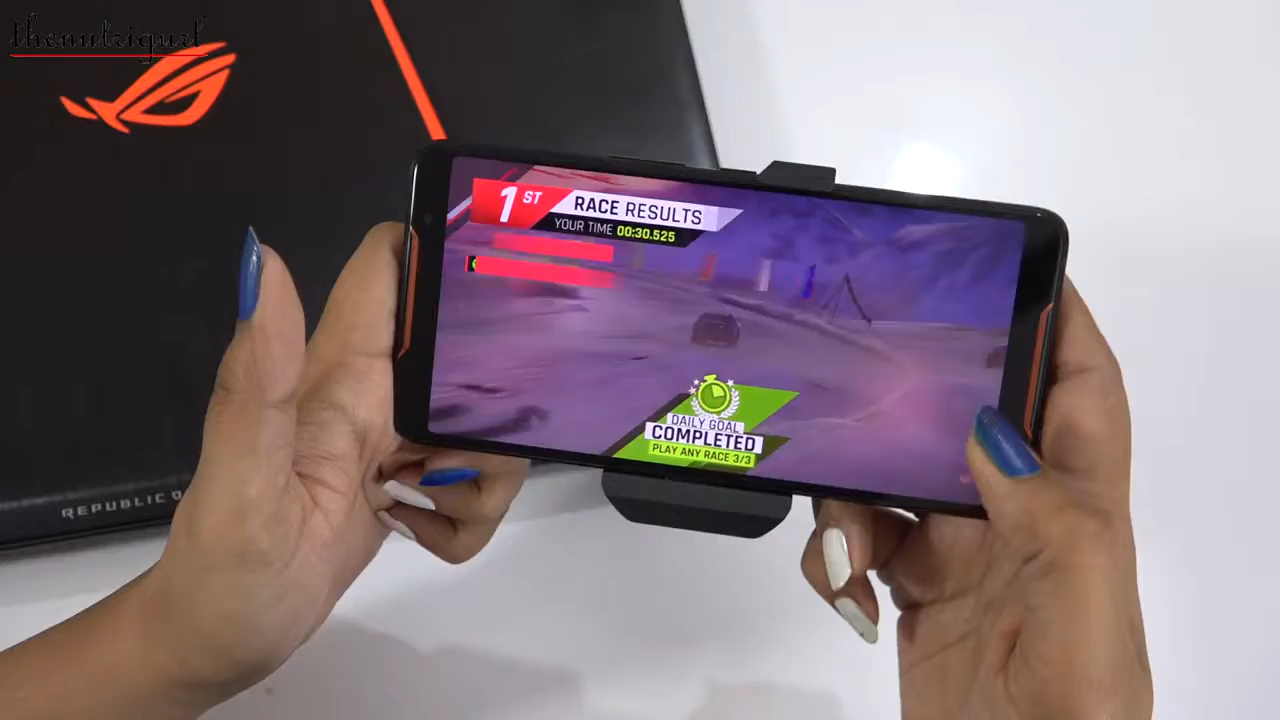 thenutrigurl
1ST
RACE RESULTS
YOUR TIME 00:30.525
DAILY GOAL
COMPLETED
PLAY ANY RACE 3/3
REPUBLIC O